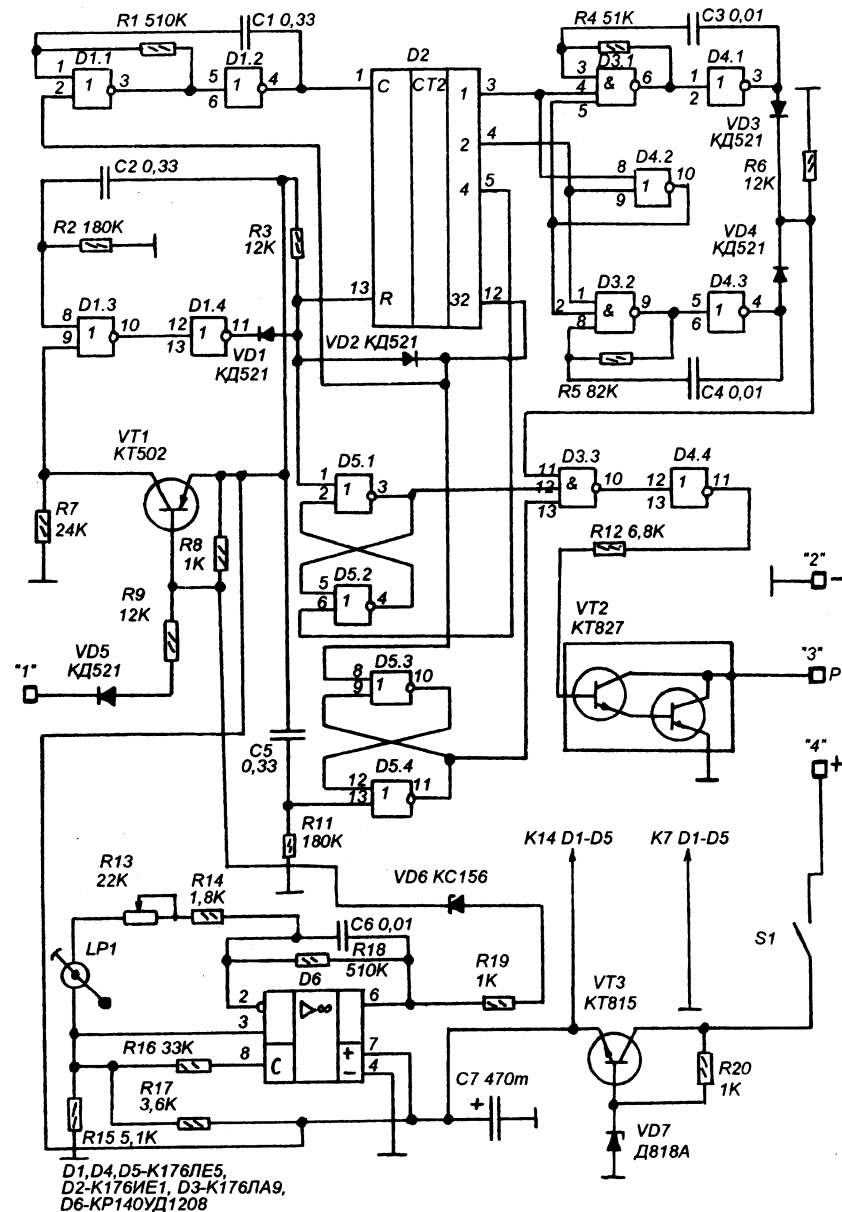 R1 510K
C1 0,33
D1.1
D1.2
1
2
1
3
5
6
1
4
D2
1
C
CT2
1
3
2
4
4
5
13
R
32
12
R4 51K
C3 0,01
D3.1
D4.1
3
4
5
&
6
1
2
1
3
VD3
КД521
R6
12K
D4.2
8
9
1
10
VD4
КД521
D3.2
D4.3
1
2
8
&
9
5
6
1
4
R5 82K
C4 0,01
C2 0,33
R2 180K
R3
12K
D1.3
D1.4
8
9
1
10
12
13
1
11
VD1
КД521
VD2 КД521
VT1
КТ502
R7
24K
R8
1K
R9
12K
VD5
КД521
"1"
D5.1
1
2
1
3
D5.2
5
6
1
4
D5.3
8
9
1
10
D5.4
12
13
1
11
D3.3
11
12
13
&
10
D4.4
12
13
1
11
R12 6,8K
VT2
КТ827
"2"
−
"3"
P
"4"
+
C5
0,33
R11
180K
R13
22K
R14
1,8K
LP1
VD6 КС156
К14 D1-D5
К7 D1-D5
S1
C6 0,01
R18
510K
D6
2
3
8
C
▷∞
+
−
6
7
4
R19
1K
VT3
КТ815
R16 33K
R17
3,6K
R15 5,1K
C7 470m
+
R20
1K
VD7
Д818А
D1,D4,D5-К176ЛЕ5,
D2-К176ИЕ1, D3-К176ЛА9,
D6-КР140УД1208